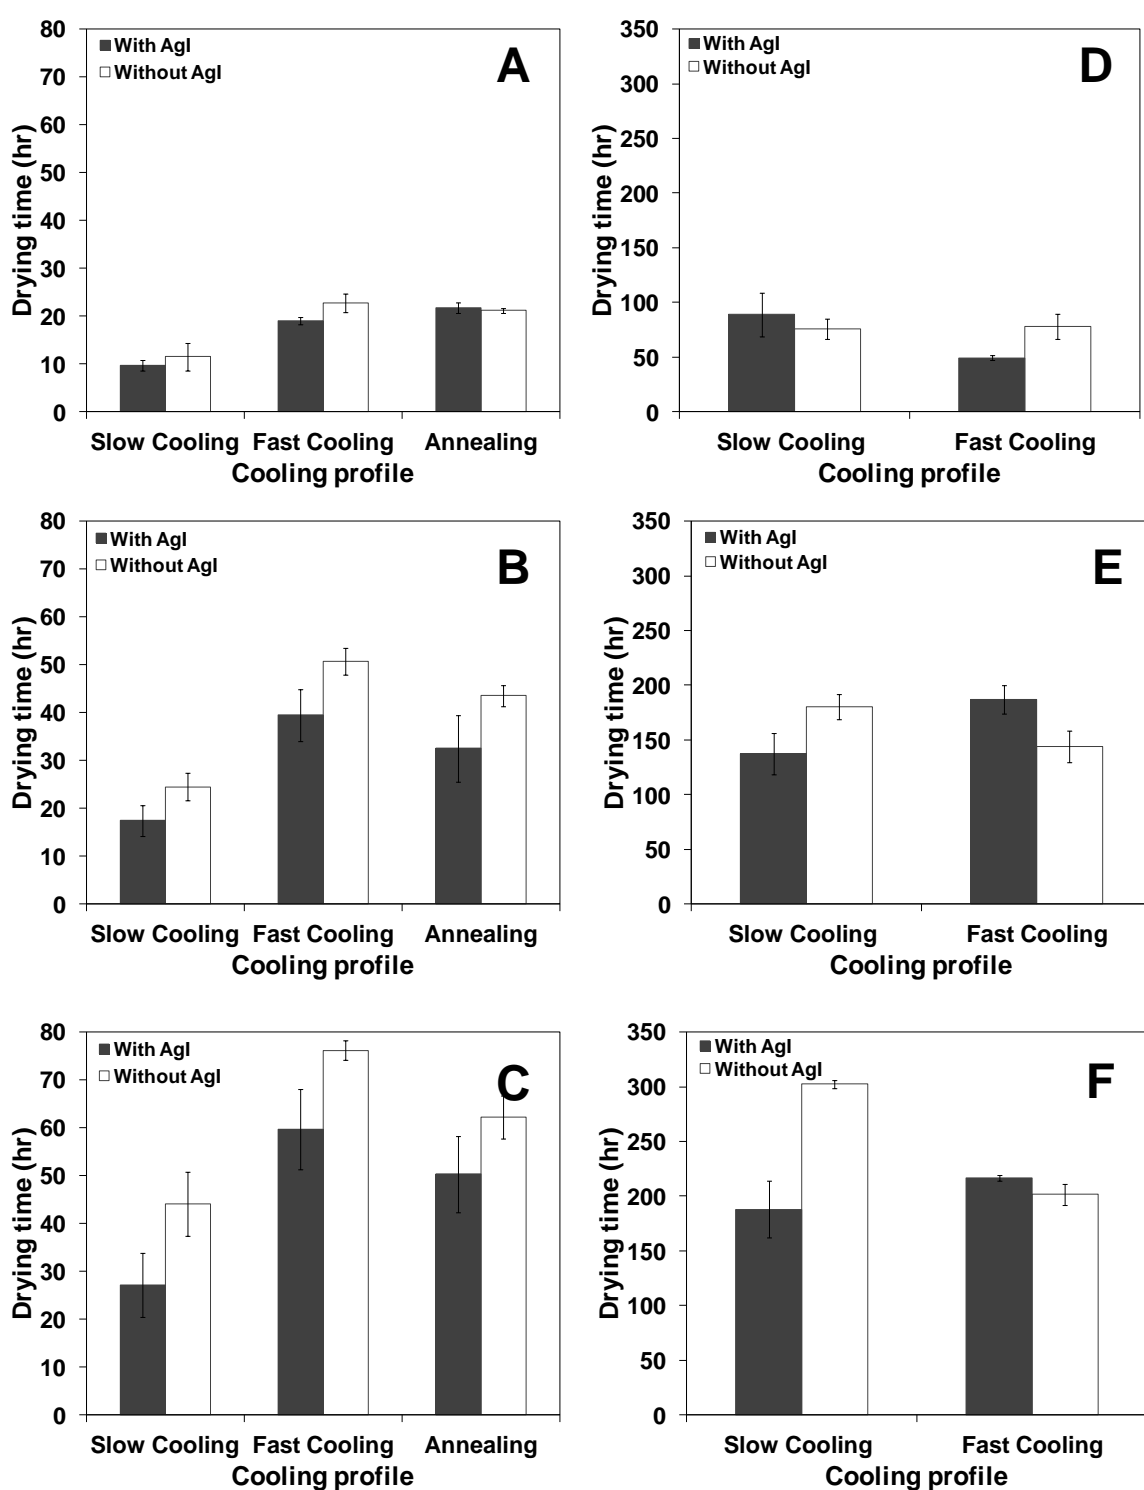 80
70
60
50
40
30
20
10
0
Drying time (hr)
With AgI
Without AgI
A
Slow Cooling Fast Cooling Annealing
Cooling profile
350
300
250
200
150
100
50
0
Drying time (hr)
With AgI
Without AgI
D
Slow Cooling Fast Cooling
Cooling profile
80
70
60
50
40
30
20
10
0
Drying time (hr)
With AgI
Without AgI
B
Slow Cooling Fast Cooling Annealing
Cooling profile
350
300
250
200
150
100
50
0
Drying time (hr)
With AgI
Without AgI
E
Slow Cooling Fast Cooling
Cooling profile
80
70
60
50
40
30
20
10
0
Drying time (hr)
With AgI
Without AgI
C
Slow Cooling Fast Cooling Annealing
Cooling profile
350
300
250
200
150
100
50
0
Drying time (hr)
With AgI
Without AgI
F
Slow Cooling Fast Cooling
Cooling profile